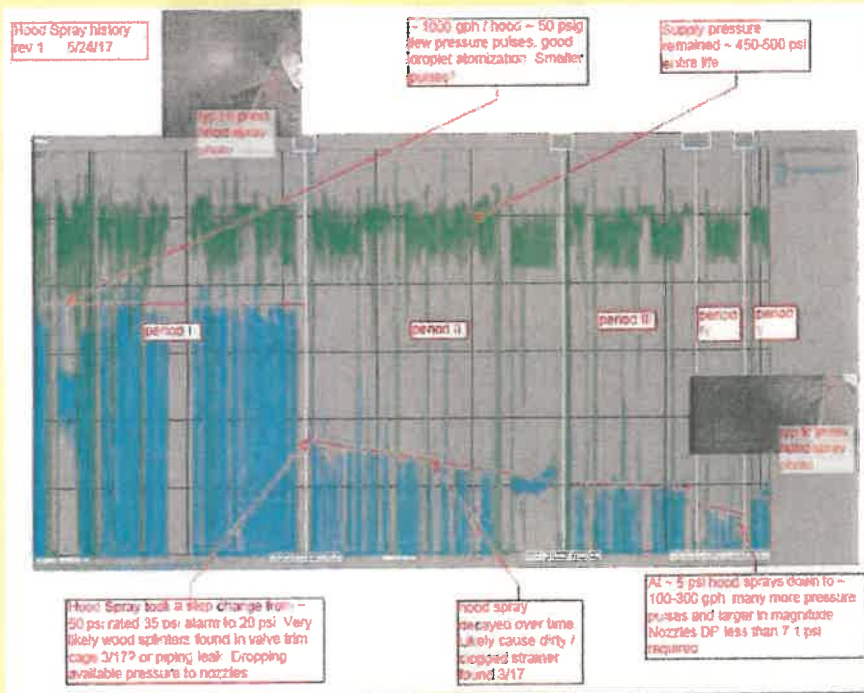 Hood Spray history
rev 1 5/24/17
~ 1000 gph / hood ~ 50 psig
few pressure pulses, good
droplet atomization. Smaller
pulses?
Supply pressure
remained ~ 450-500 psi
entire life
hood spray
photo
period I
period II
period III
period
period
hood spray
photo
Hood Spray took a step change from ~
50 psi rated 35 psi alarm to 20 psi. Very
likely wood splinters found in valve trim
cage 3/17? or piping leak. Dropping
available pressure to nozzles
hood spray
decayed over time.
Likely cause dirty /
clogged strainer
found 3/17
At ~ 5 psi hood sprays down to ~
100-300 gph, many more pressure
pulses and larger in magnitude
Nozzles DP less than 7.1 psi
required